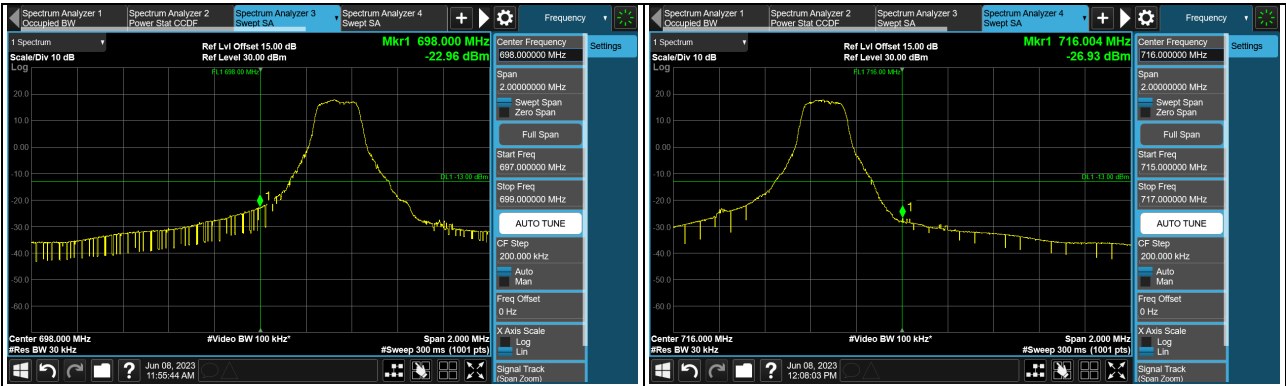 Spectrum Analyzer 1
Occupied BW
Spectrum Analyzer 2
Power Stat CCDF
Spectrum Analyzer 3
Swept SA
Spectrum Analyzer 4
Swept SA
Frequency
1 Spectrum
Scale/Div 10 dB
Log
Ref Lvl Offset 15.00 dB
Ref Level 30.00 dBm
Mkr1 698.000 MHz
-22.96 dBm
FL1 698.00 MHz
20.0
10.0
0.00
-10.0
-20.0
-30.0
-40.0
-50.0
-60.0
DL1 -13.00 dBm
1
Center 698.000 MHz
#Res BW 30 kHz
#Video BW 100 kHz*
Span 2.000 MHz
#Sweep 300 ms (1001 pts)
Jun 08, 2023
11:55:44 AM
Center Frequency
698.000000 MHz
Settings
Span
2.00000000 MHz
Swept Span
Zero Span
Full Span
Start Freq
697.000000 MHz
Stop Freq
699.000000 MHz
AUTO TUNE
CF Step
200.000 kHz
Auto
Man
Freq Offset
0 Hz
X Axis Scale
Log
Lin
Signal Track
(Span Zoom)
Spectrum Analyzer 1
Occupied BW
Spectrum Analyzer 2
Power Stat CCDF
Spectrum Analyzer 3
Swept SA
Spectrum Analyzer 4
Swept SA
Frequency
1 Spectrum
Scale/Div 10 dB
Log
Ref Lvl Offset 15.00 dB
Ref Level 30.00 dBm
Mkr1 716.004 MHz
-26.93 dBm
FL1 716.00 MHz
20.0
10.0
0.00
-10.0
-20.0
-30.0
-40.0
-50.0
-60.0
DL1 -13.00 dBm
1
Center 716.000 MHz
#Res BW 30 kHz
#Video BW 100 kHz*
Span 2.000 MHz
#Sweep 300 ms (1001 pts)
Jun 08, 2023
12:08:03 PM
Center Frequency
716.000000 MHz
Settings
Span
2.00000000 MHz
Swept Span
Zero Span
Full Span
Start Freq
715.000000 MHz
Stop Freq
717.000000 MHz
AUTO TUNE
CF Step
200.000 kHz
Auto
Man
Freq Offset
0 Hz
X Axis Scale
Log
Lin
Signal Track
(Span Zoom)